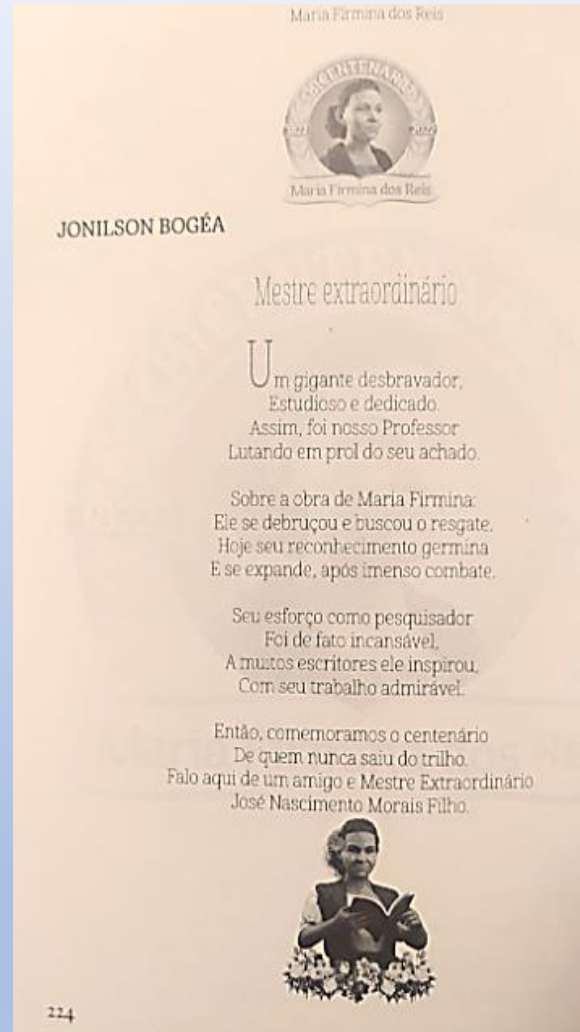 Maria Firmina dos Reis
BICENTENÁRIO
Maria Firmina dos Reis
JONILSON BOGÉA
Mestre extraordinário
Um gigante desbravador,
Estudioso e dedicado.
Assim, foi nosso Professor
Lutando em prol do seu achado.
Sobre a obra de Maria Firmina:
Ele se debruçou e buscou o resgate.
Hoje seu reconhecimento germina
E se expande, após imenso combate.
Seu esforço como pesquisador
Foi de fato incansável,
A muitos escritores ele inspirou,
Com seu trabalho admirável.
Então, comemoramos o centenário
De quem nunca saiu do trilho.
Falo aqui de um amigo e Mestre Extraordinário
José Nascimento Morais Filho.
224